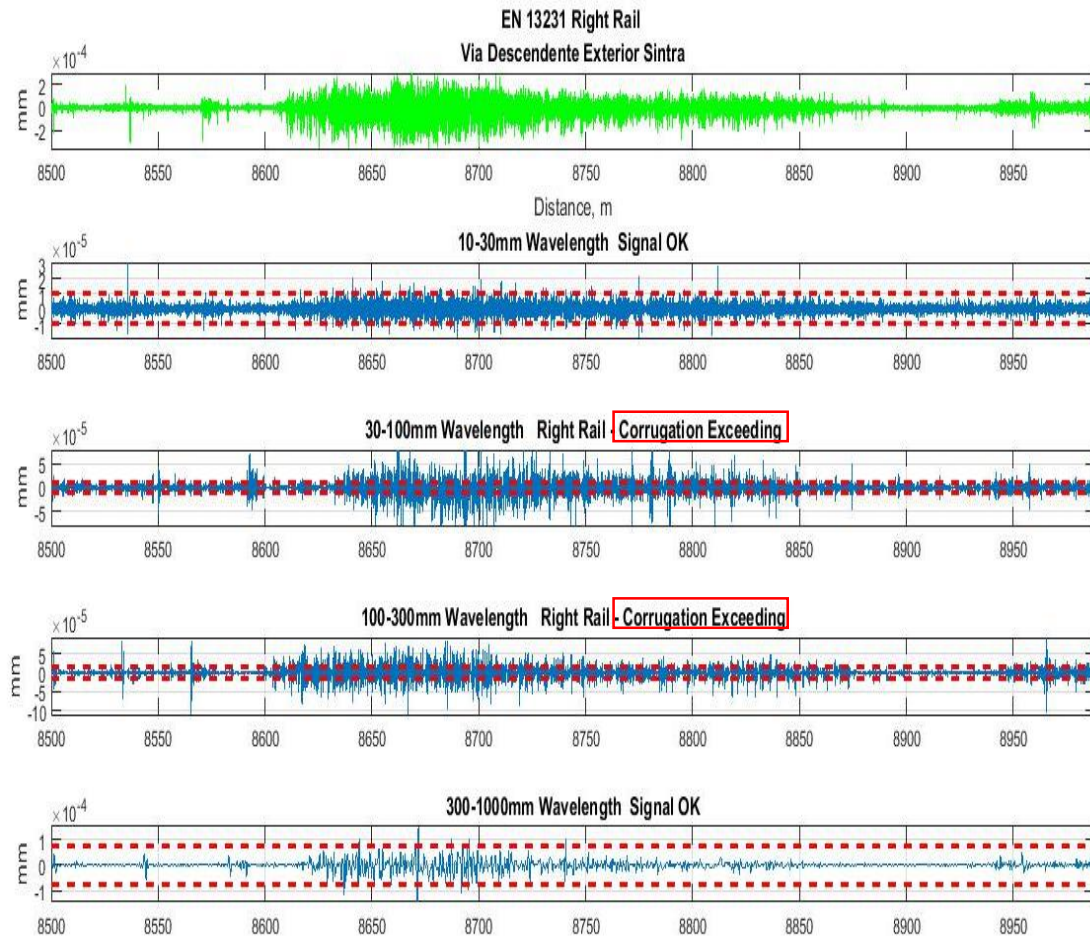 EN 13231 Right Rail
Via Descendente Exterior Sintra
×10⁻⁴
2
0
-2
mm
8500 8550 8600 8650 8700 8750 8800 8850 8900 8950
Distance, m
10-30mm Wavelength Signal OK
×10⁻⁵
3
2
1
0
-1
mm
8500 8550 8600 8650 8700 8750 8800 8850 8900 8950
30-100mm Wavelength Right Rail - Corrugation Exceeding
×10⁻⁵
5
0
-5
mm
8500 8550 8600 8650 8700 8750 8800 8850 8900 8950
100-300mm Wavelength Right Rail - Corrugation Exceeding
×10⁻⁵
5
0
-5
-10
mm
8500 8550 8600 8650 8700 8750 8800 8850 8900 8950
300-1000mm Wavelength Signal OK
×10⁻⁴
1
0
-1
mm
8500 8550 8600 8650 8700 8750 8800 8850 8900 8950